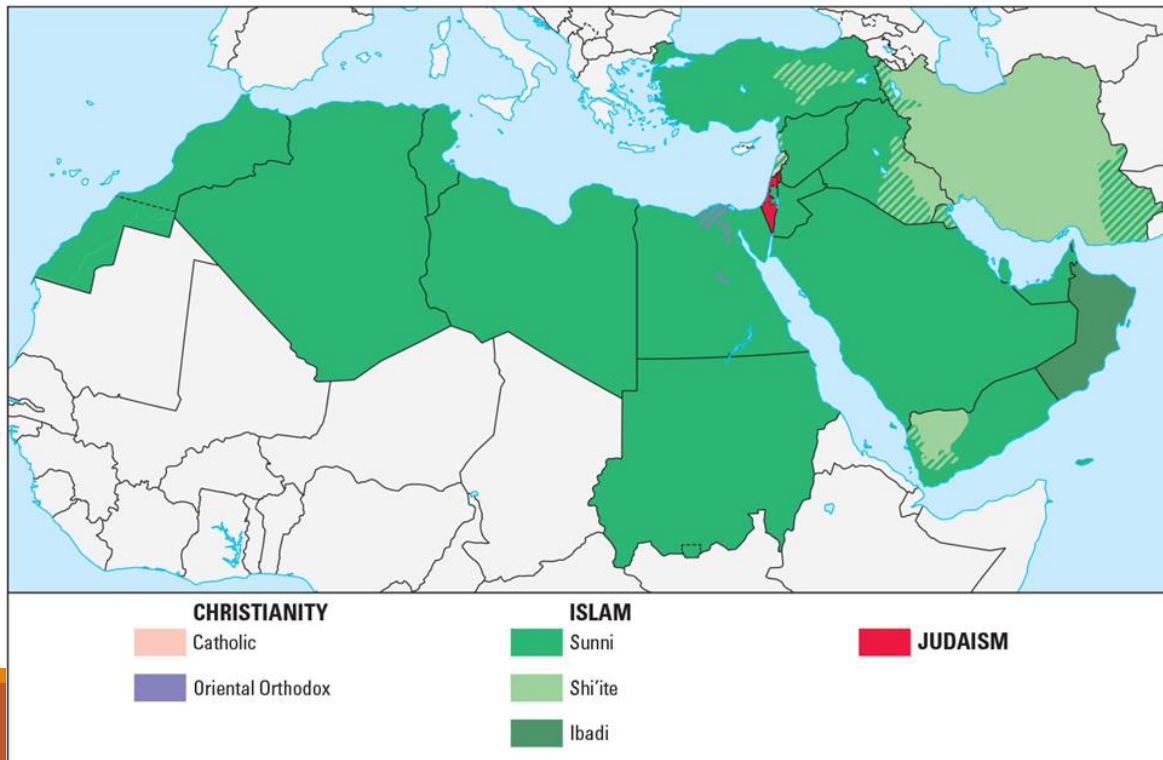 CHRISTIANITY
Catholic
Oriental Orthodox
ISLAM
Sunni
Shi'ite
Ibadi
JUDAISM